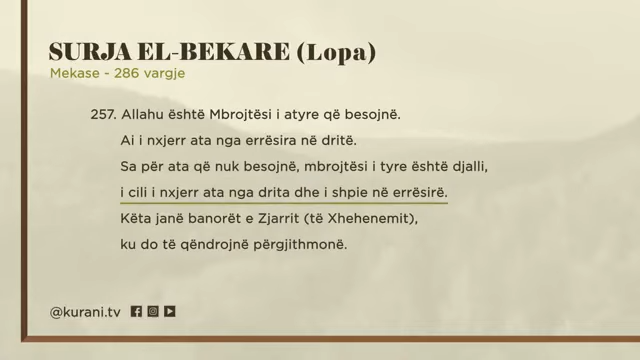 SURJA EL-BEKARE (Lopa)
Mekase - 286 vargje
257. Allahu është Mbrojtësi i atyre që besojnë.
Ai i nxjerr ata nga errësira në dritë.
Sa për ata që nuk besojnë, mbrojtësi i tyre është djalli,
i cili i nxjerr ata nga drita dhe i shpie në errësirë.
Këta janë banorët e Zjarrit (të Xhehenemit),
ku do të qëndrojnë përgjithmonë.
@kurani.tv